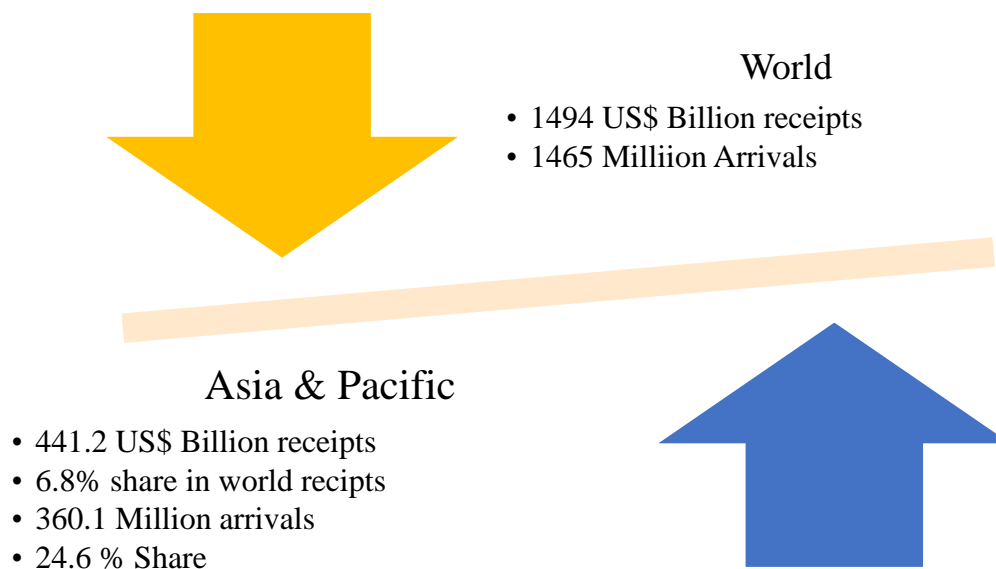 World
• 1494 US$ Billion receipts
• 1465 Milliion Arrivals
Asia & Pacific
• 441.2 US$ Billion receipts
• 6.8% share in world recipts
• 360.1 Million arrivals
• 24.6 % Share